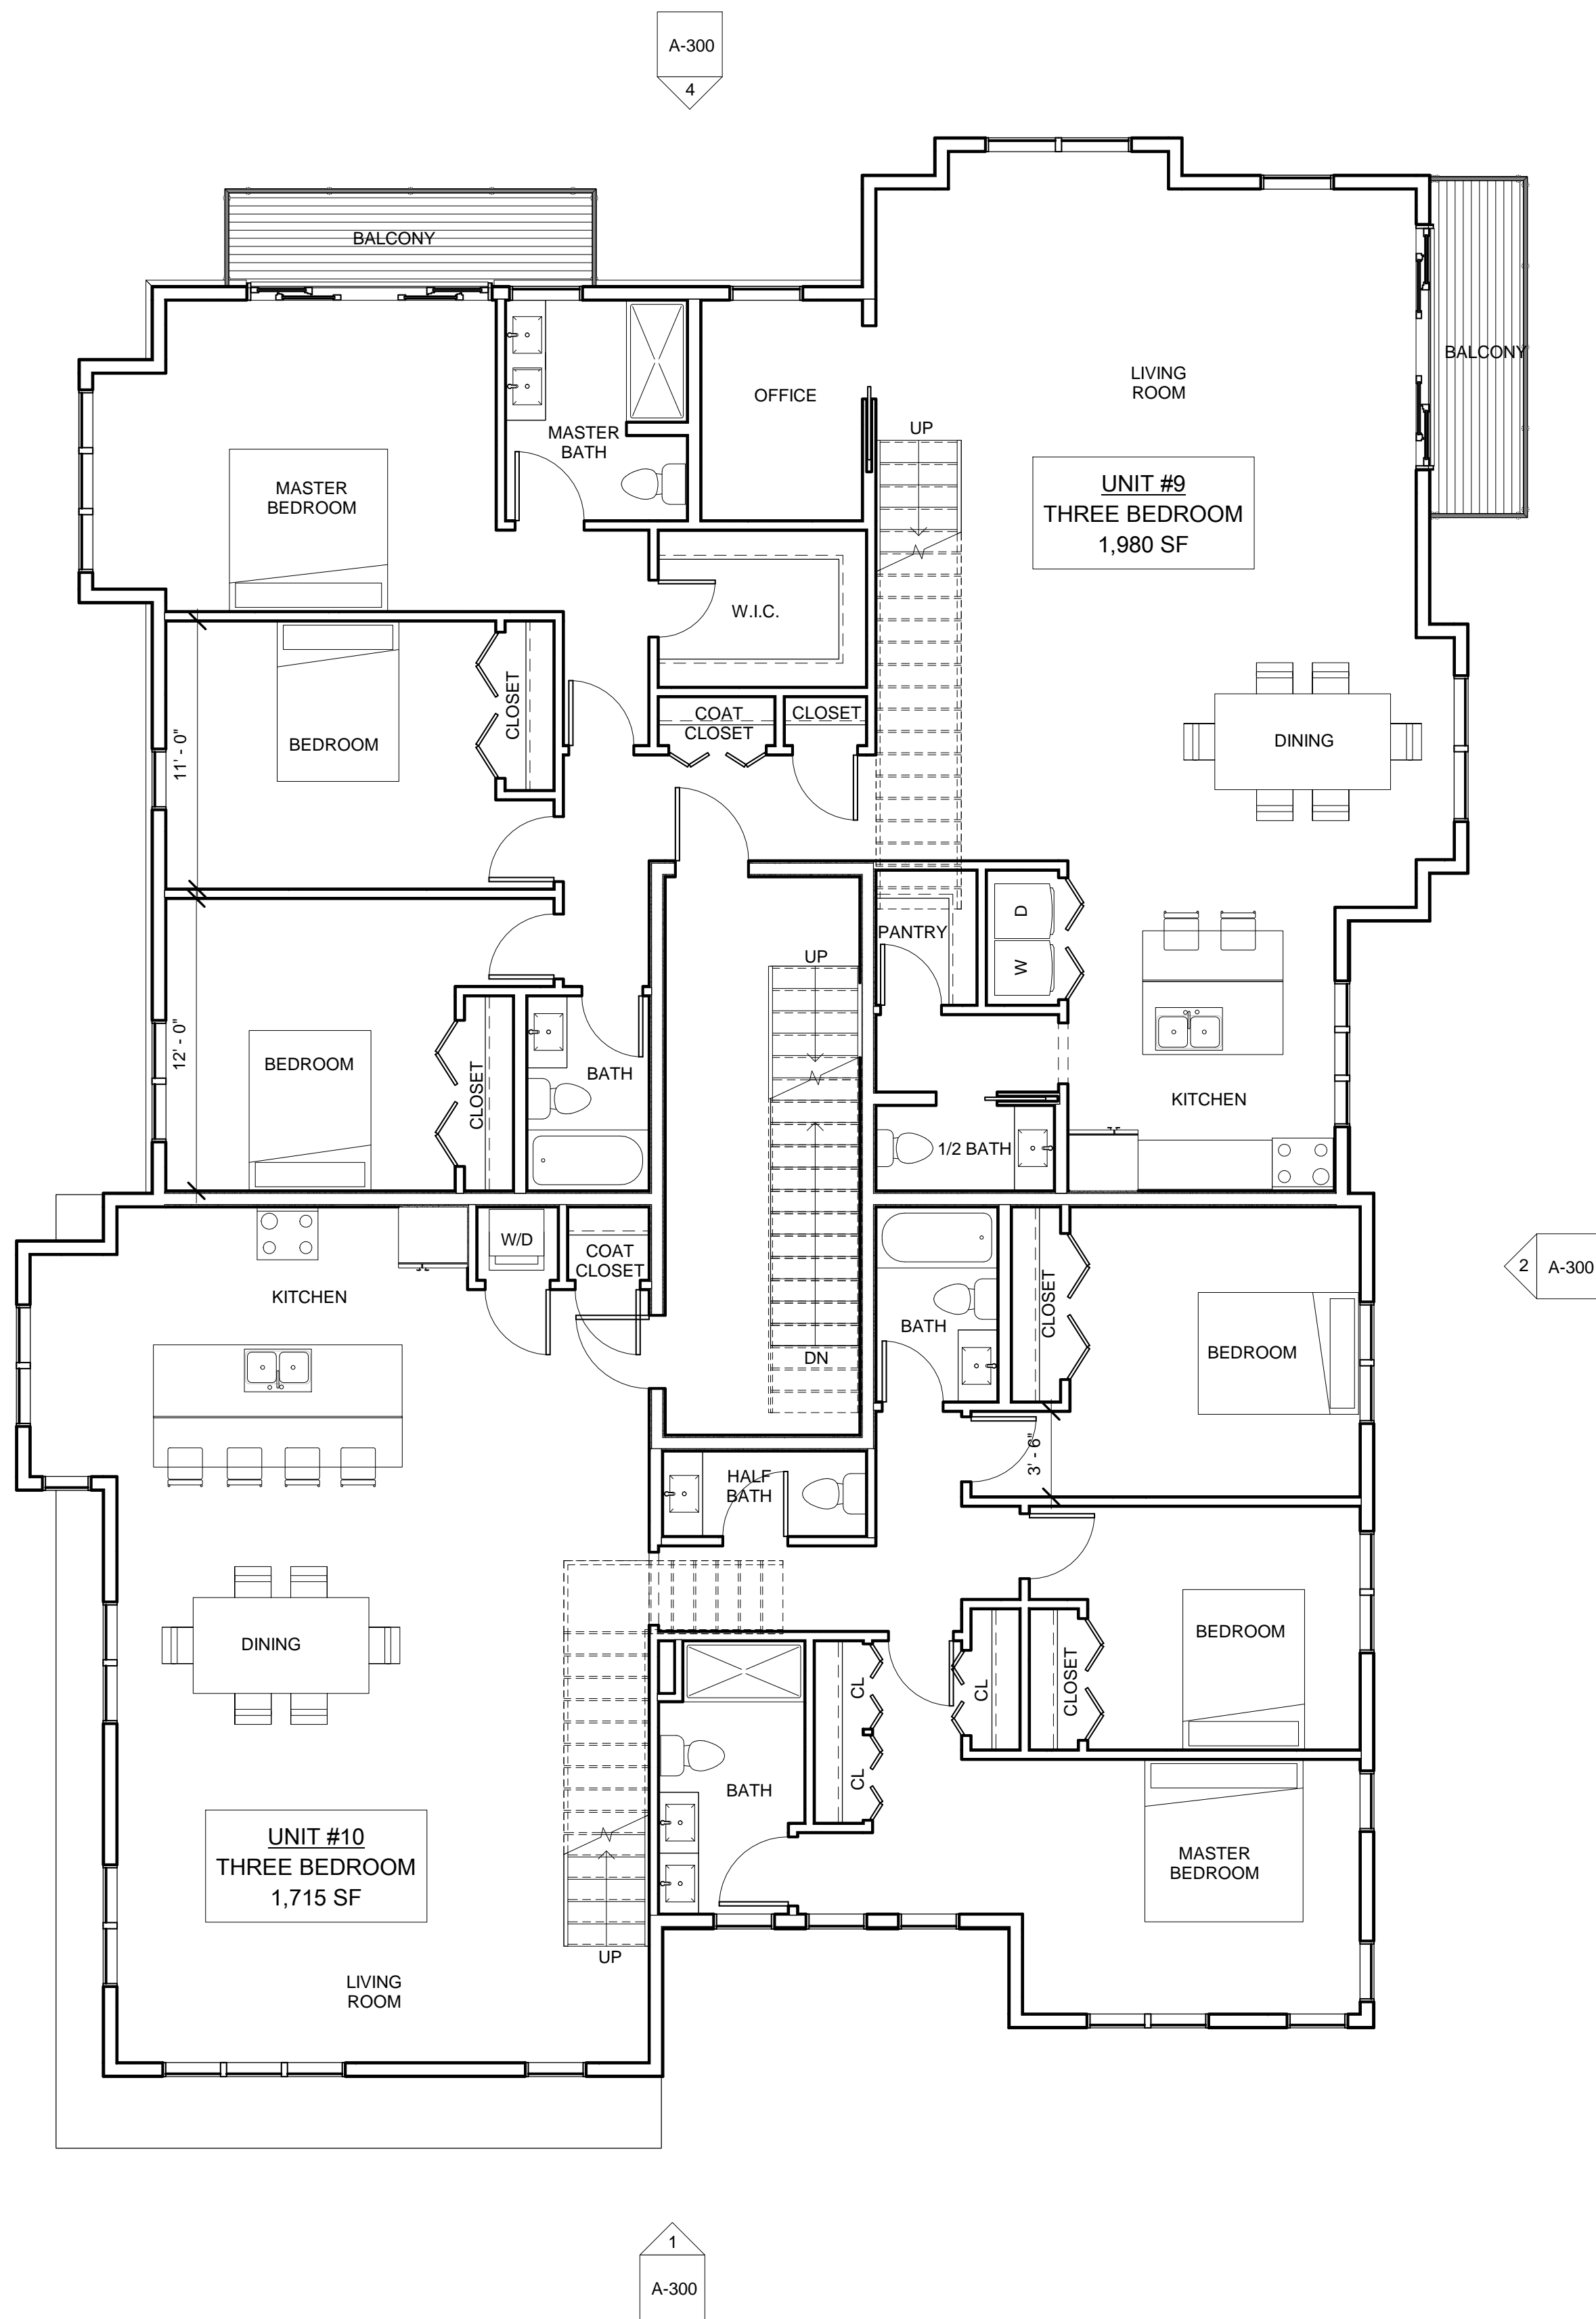 A-300
4
BALCONY
BALCONY
LIVING
ROOM
OFFICE
UP
MASTER
BATH
MASTER
BEDROOM
UNIT #9
THREE BEDROOM
1,980 SF
W.I.C.
CLOSET
COAT
CLOSET
CLOSET
BEDROOM
11' - 0"
DINING
D
W
PANTRY
UP
12' - 0"
BEDROOM
CLOSET
BATH
KITCHEN
1/2 BATH
W/D
COAT
CLOSET
KITCHEN
BATH
CLOSET
BEDROOM
2
A-300
DN
3' - 6"
HALF
BATH
DINING
BEDROOM
CL
CL
CLOSET
CL
BATH
UNIT #10
THREE BEDROOM
1,715 SF
MASTER
BEDROOM
UP
LIVING
ROOM
1
A-300